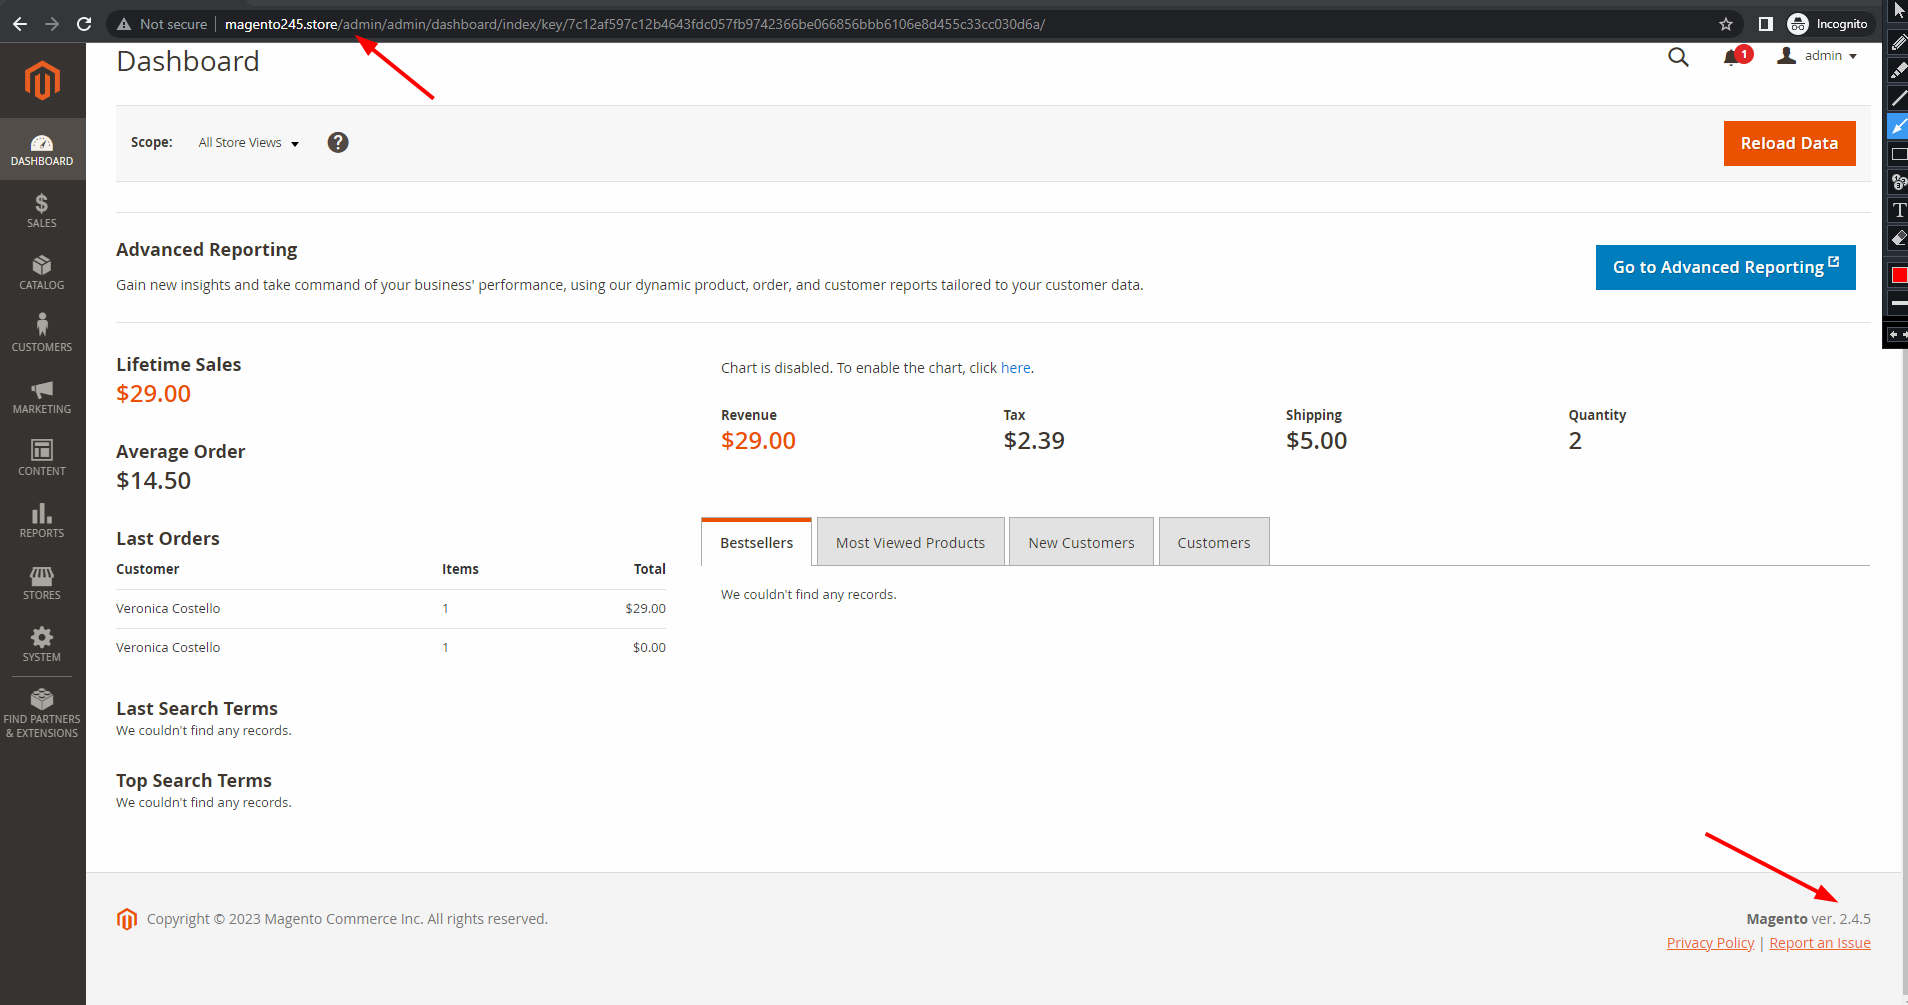 Not secure
magento245.store/admin/admin/dashboard/index/key/7c12af597c12b4643fdc057fb9742366be066856bbb6106e8d455c33cc030d6a/
Incognito
Dashboard
1
admin
DASHBOARD
SALES
CATALOG
CUSTOMERS
MARKETING
CONTENT
REPORTS
STORES
SYSTEM
FIND PARTNERS
& EXTENSIONS
Scope: All Store Views ?
Reload Data
Advanced Reporting
Gain new insights and take command of your business' performance, using our dynamic product, order, and customer reports tailored to your customer data.
Go to Advanced Reporting
Lifetime Sales
$29.00
Average Order
$14.50
Last Orders
Customer Items Total
Veronica Costello 1 $29.00
Veronica Costello 1 $0.00
Last Search Terms
We couldn't find any records.
Top Search Terms
We couldn't find any records.
Chart is disabled. To enable the chart, click here.
Revenue Tax Shipping Quantity
$29.00 $2.39 $5.00 2
Bestsellers Most Viewed Products New Customers Customers
We couldn't find any records.
Copyright © 2023 Magento Commerce Inc. All rights reserved.
Magento ver. 2.4.5
Privacy Policy | Report an Issue
T